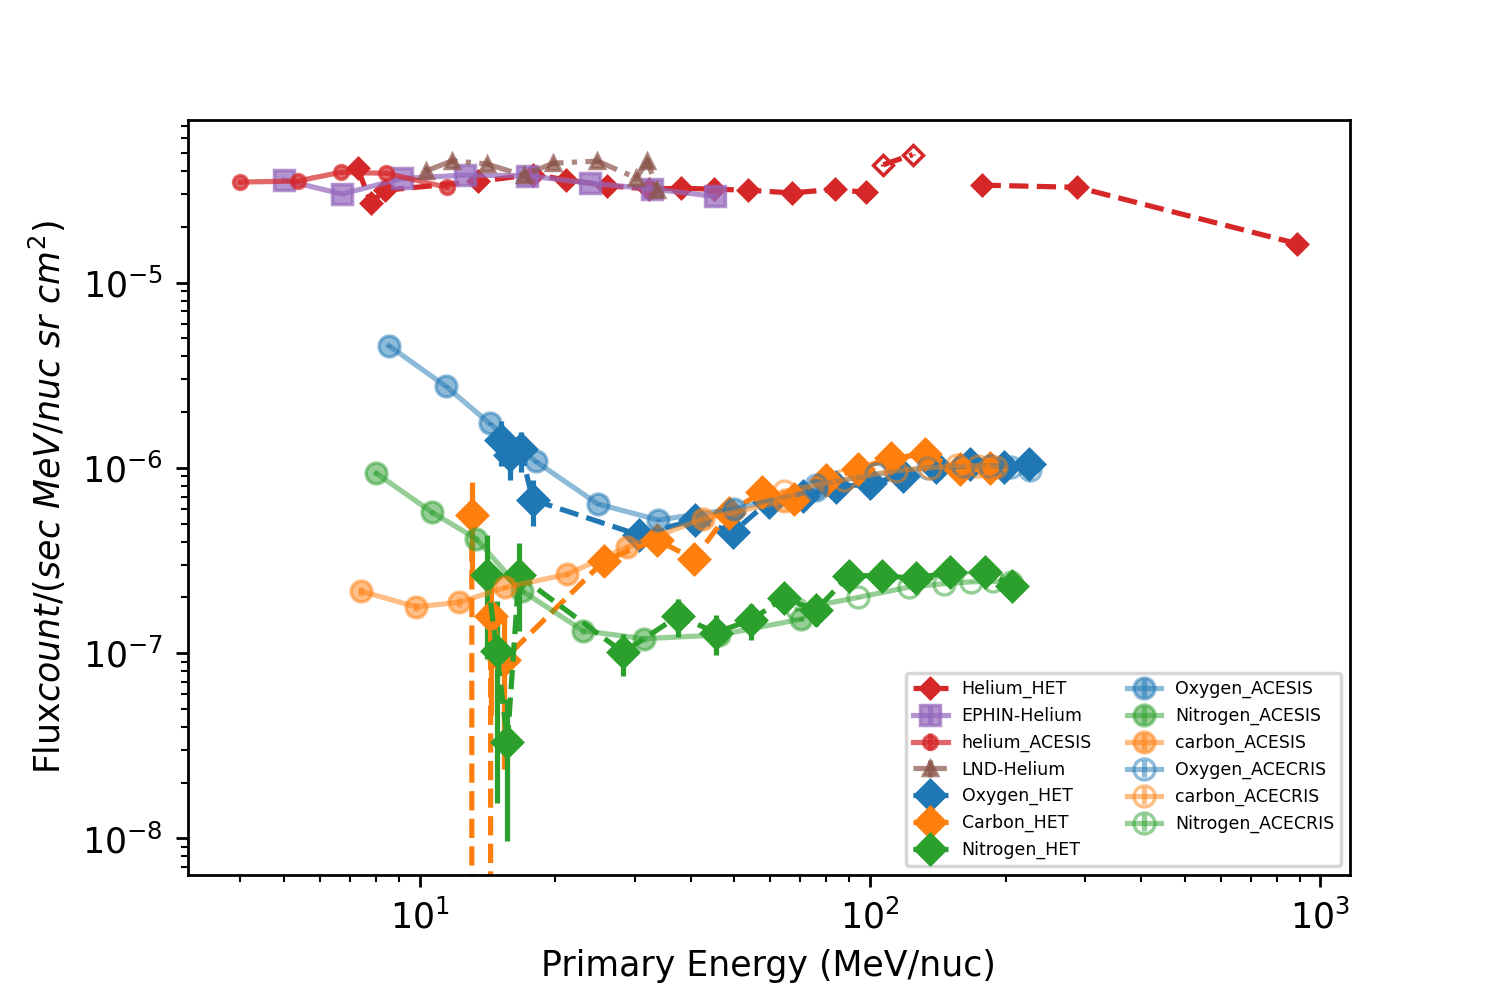 Fluxcount/(sec MeV/nuc sr cm²)
10⁻⁵
10⁻⁶
10⁻⁷
10⁻⁸
10¹
10²
10³
Primary Energy (MeV/nuc)
Helium_HET
EPHIN-Helium
helium_ACESIS
LND-Helium
Oxygen_HET
Carbon_HET
Nitrogen_HET
Oxygen_ACESIS
Nitrogen_ACESIS
carbon_ACESIS
Oxygen_ACECRIS
carbon_ACECRIS
Nitrogen_ACECRIS